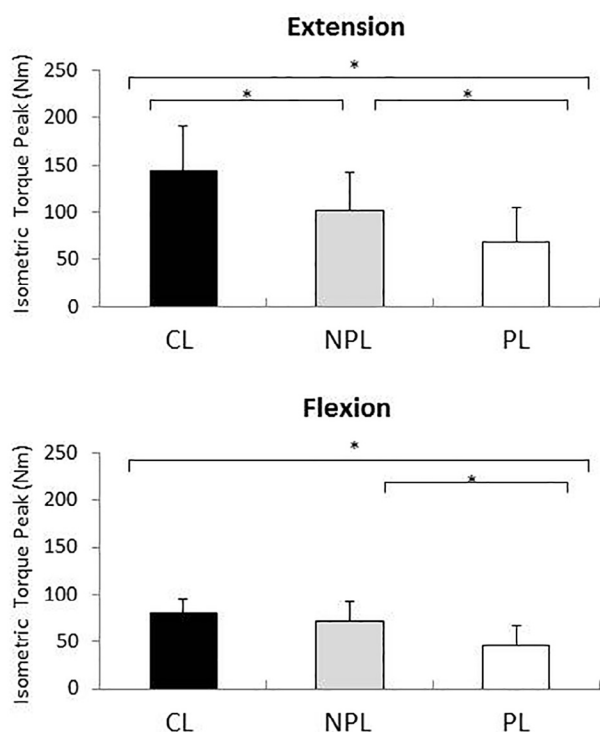 Extension
Isometric Torque Peak (Nm)
250
200
150
100
50
0
*
*
*
CL NPL PL
Flexion
Isometric Torque Peak (Nm)
250
200
150
100
50
0
*
*
CL NPL PL